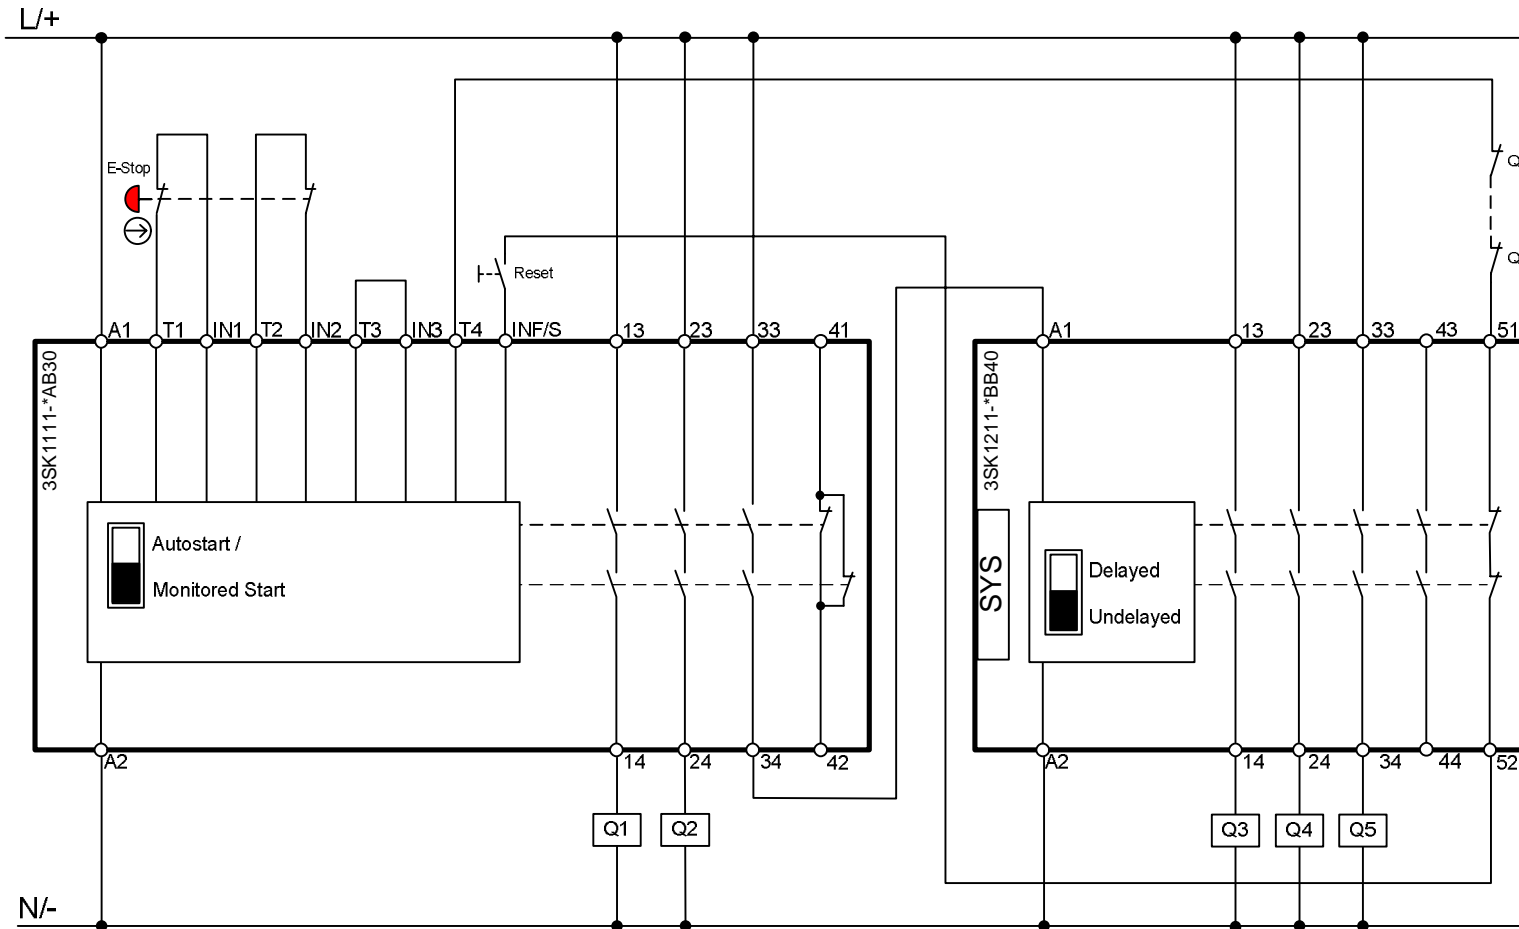 L/+
E-Stop
Q
Q
Reset
A1 T1 IN1 T2 IN2 T3 IN3 T4 INF/S 13 23 33 41
A1 13 23 33 43 51
3SK1111-*AB30
3SK1211-*BB40
Autostart /
Monitored Start
SYS
Delayed
Undelayed
A2 14 24 34 42
A2 14 24 34 44 52
Q1 Q2
Q3 Q4 Q5
N/-